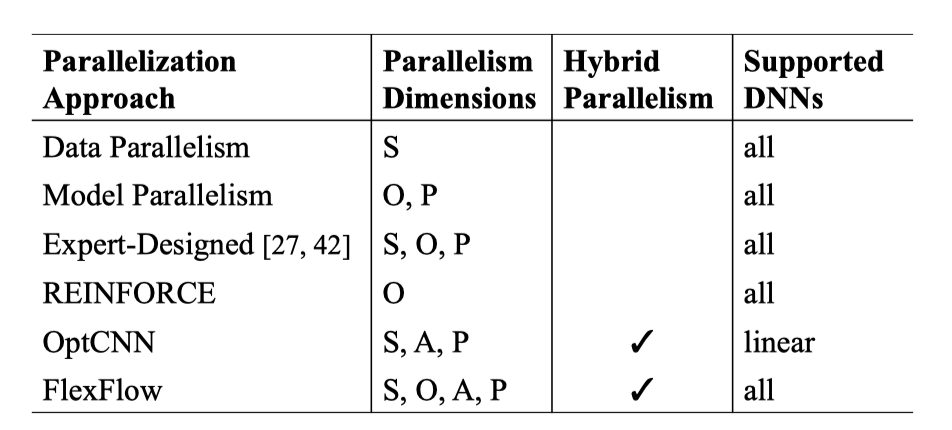 Parallelization Approach | Parallelism Dimensions | Hybrid Parallelism | Supported DNNs
Data Parallelism | S | | all
Model Parallelism | O, P | | all
Expert-Designed [27, 42] | S, O, P | | all
REINFORCE | O | | all
OptCNN | S, A, P | ✓ | linear
FlexFlow | S, O, A, P | ✓ | all